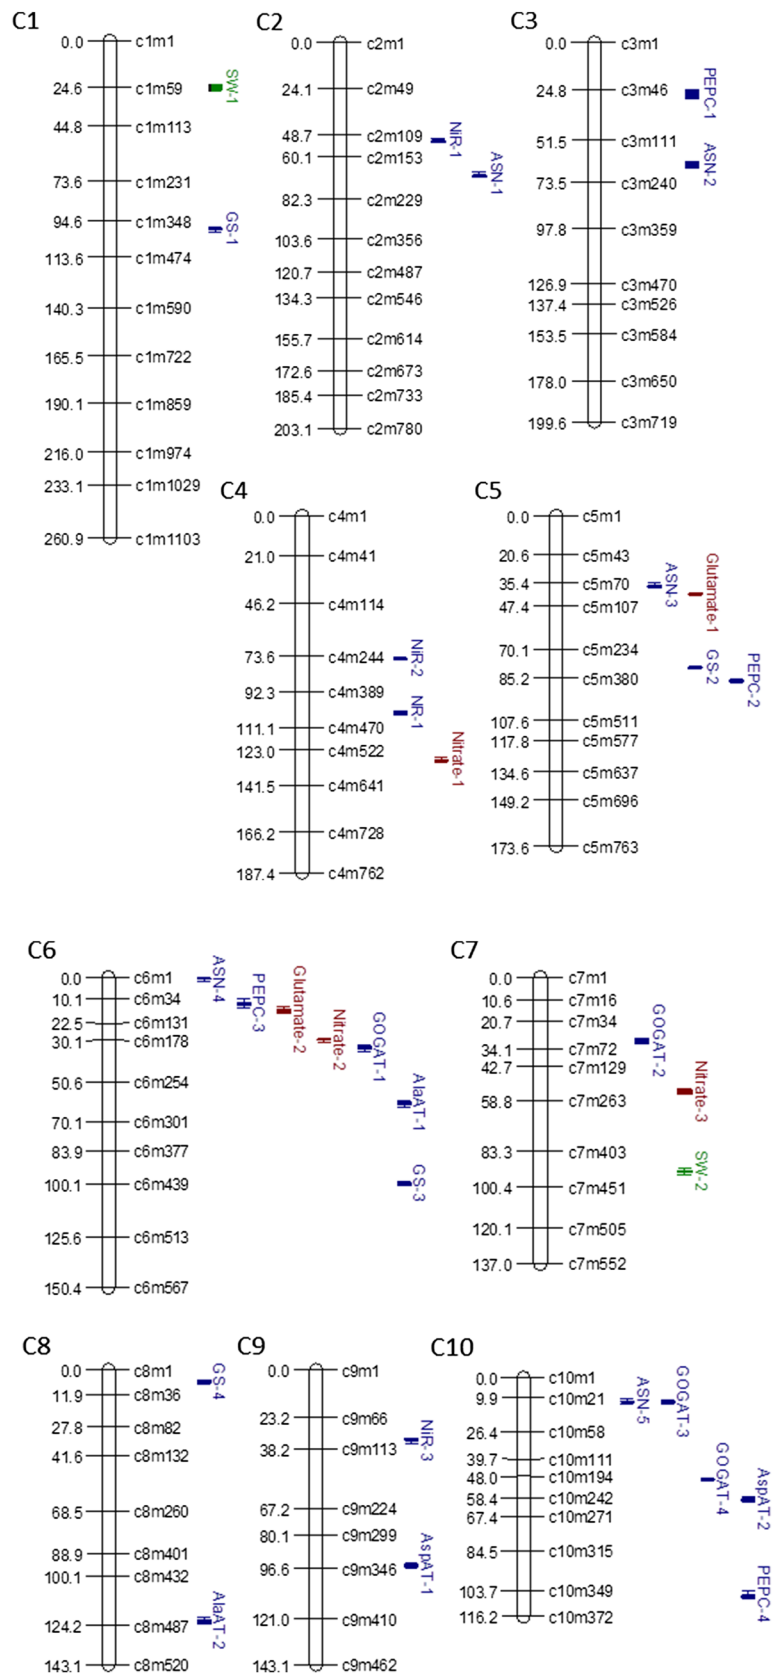 C1
0.0 c1m1
24.6 c1m59
44.8 c1m113
73.6 c1m231
94.6 c1m348
113.6 c1m474
140.3 c1m590
165.5 c1m722
190.1 c1m859
216.0 c1m974
233.1 c1m1029
260.9 c1m1103
SW-1
GS-1
C2
0.0 c2m1
24.1 c2m49
48.7 c2m109
60.1 c2m153
82.3 c2m229
103.6 c2m356
120.7 c2m487
134.3 c2m546
155.7 c2m614
172.6 c2m673
185.4 c2m733
203.1 c2m780
NiR-1
ASN-1
C3
0.0 c3m1
24.8 c3m46
51.5 c3m111
73.5 c3m240
97.8 c3m359
126.9 c3m470
137.4 c3m526
153.5 c3m584
178.0 c3m650
199.6 c3m719
PEPC-1
ASN-2
C4
0.0 c4m1
21.0 c4m41
46.2 c4m114
73.6 c4m244
92.3 c4m389
111.1 c4m470
123.0 c4m522
141.5 c4m641
166.2 c4m728
187.4 c4m762
NiR-2
NR-1
Nitrate-1
C5
0.0 c5m1
20.6 c5m43
35.4 c5m70
47.4 c5m107
70.1 c5m234
85.2 c5m380
107.6 c5m511
117.8 c5m577
134.6 c5m637
149.2 c5m696
173.6 c5m763
ASN-3
Glutamate-1
GS-2
PEPC-2
C6
0.0 c6m1
10.1 c6m34
22.5 c6m131
30.1 c6m178
50.6 c6m254
70.1 c6m301
83.9 c6m377
100.1 c6m439
125.6 c6m513
150.4 c6m567
ASN-4
PEPC-3
Glutamate-2
Nitrate-2
GOGAT-1
AlaAT-1
GS-3
C7
0.0 c7m1
10.6 c7m16
20.7 c7m34
34.1 c7m72
42.7 c7m129
58.8 c7m263
83.3 c7m403
100.4 c7m451
120.1 c7m505
137.0 c7m552
GOGAT-2
Nitrate-3
SW-2
C8
0.0 c8m1
11.9 c8m36
27.8 c8m82
41.6 c8m132
68.5 c8m260
88.9 c8m401
100.1 c8m432
124.2 c8m487
143.1 c8m520
GS-4
AlaAT-2
C9
0.0 c9m1
23.2 c9m66
38.2 c9m113
67.2 c9m224
80.1 c9m299
96.6 c9m346
121.0 c9m410
143.1 c9m462
NiR-3
AspAT-1
C10
0.0 c10m1
9.9 c10m21
26.4 c10m58
39.7 c10m111
48.0 c10m194
58.4 c10m242
67.4 c10m271
84.5 c10m315
103.7 c10m349
116.2 c10m372
ASN-5
GOGAT-3
GOGAT-4
AspAT-2
PEPC-4